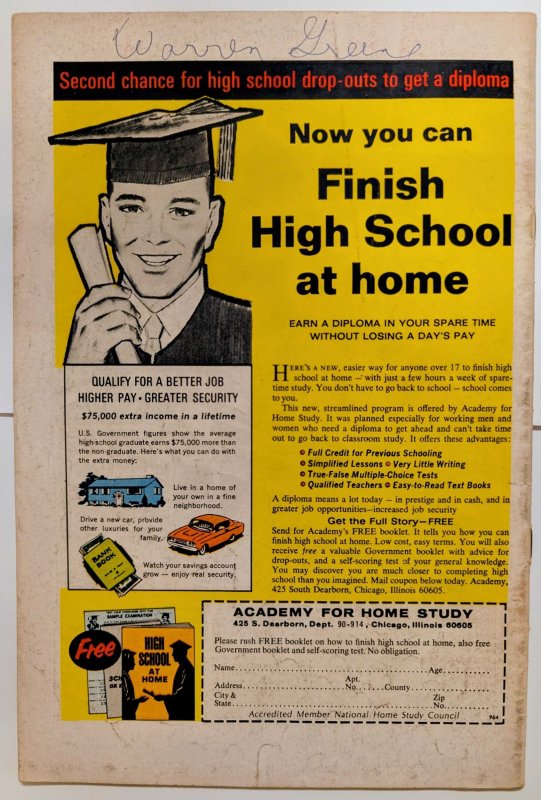 Warren Greene
Second chance for high school drop-outs to get a diploma
Now you can
Finish
High School
at home
EARN A DIPLOMA IN YOUR SPARE TIME
WITHOUT LOSING A DAY'S PAY
HERE'S A NEW, easier way for anyone over 17 to finish high
school at home — with just a few hours a week of spare-
time study. You don't have to go back to school — school comes
to you.
This new, streamlined program is offered by Academy for
Home Study. It was planned especially for working men and
women who need a diploma to get ahead and can't take time
out to go back to classroom study. It offers these advantages:
Full Credit for Previous Schooling
Simplified Lessons Very Little Writing
True-False Multiple-Choice Tests
Qualified Teachers Easy-to-Read Text Books
A diploma means a lot today – in prestige and in cash, and in
greater job opportunities—increased job security
Get the Full Story—FREE
Send for Academy's FREE booklet. It tells you how you can
finish high school at home. Low cost, easy terms. You will also
receive free a valuable Government booklet with advice for
drop-outs, and a self-scoring test of your general knowledge.
You may discover you are much closer to completing high
school than you imagined. Mail coupon below today. Academy,
425 South Dearborn, Chicago, Illinois 60605.
QUALIFY FOR A BETTER JOB
HIGHER PAY • GREATER SECURITY
$75,000 extra income in a lifetime
U.S. Government figures show the average
high-school graduate earns $75,000 more than
the non graduate. Here's what you can do with
the extra money:
Live in a home of
your own in a fine
neighborhood.
Drive a new car, provide
other luxuries for your
family.
BANK
BOOK
Watch your savings account
grow — enjoy real security.
SAMPLE EXAMINATION
Free
HIGH
SCHOOL
AT
HOME
ACADEMY FOR HOME STUDY
425 S. Dearborn, Dept. 90-914, Chicago, Illinois 60605
Please rush FREE booklet on how to finish high school at home, also free
Government booklet and self-scoring test. No obligation.
Name Age
Apt.
Address No. County
City & Zip
State No.
Accredited Member National Home Study Council 964